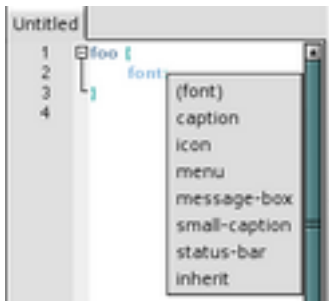 Untitled
1 foo {
2 font:
3 }
4
(font)
caption
icon
menu
message-box
small-caption
status-bar
inherit